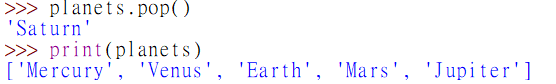 >>> planets.pop()
'Saturn'
>>> print(planets)
['Mercury', 'Venus', 'Earth', 'Mars', 'Jupiter']